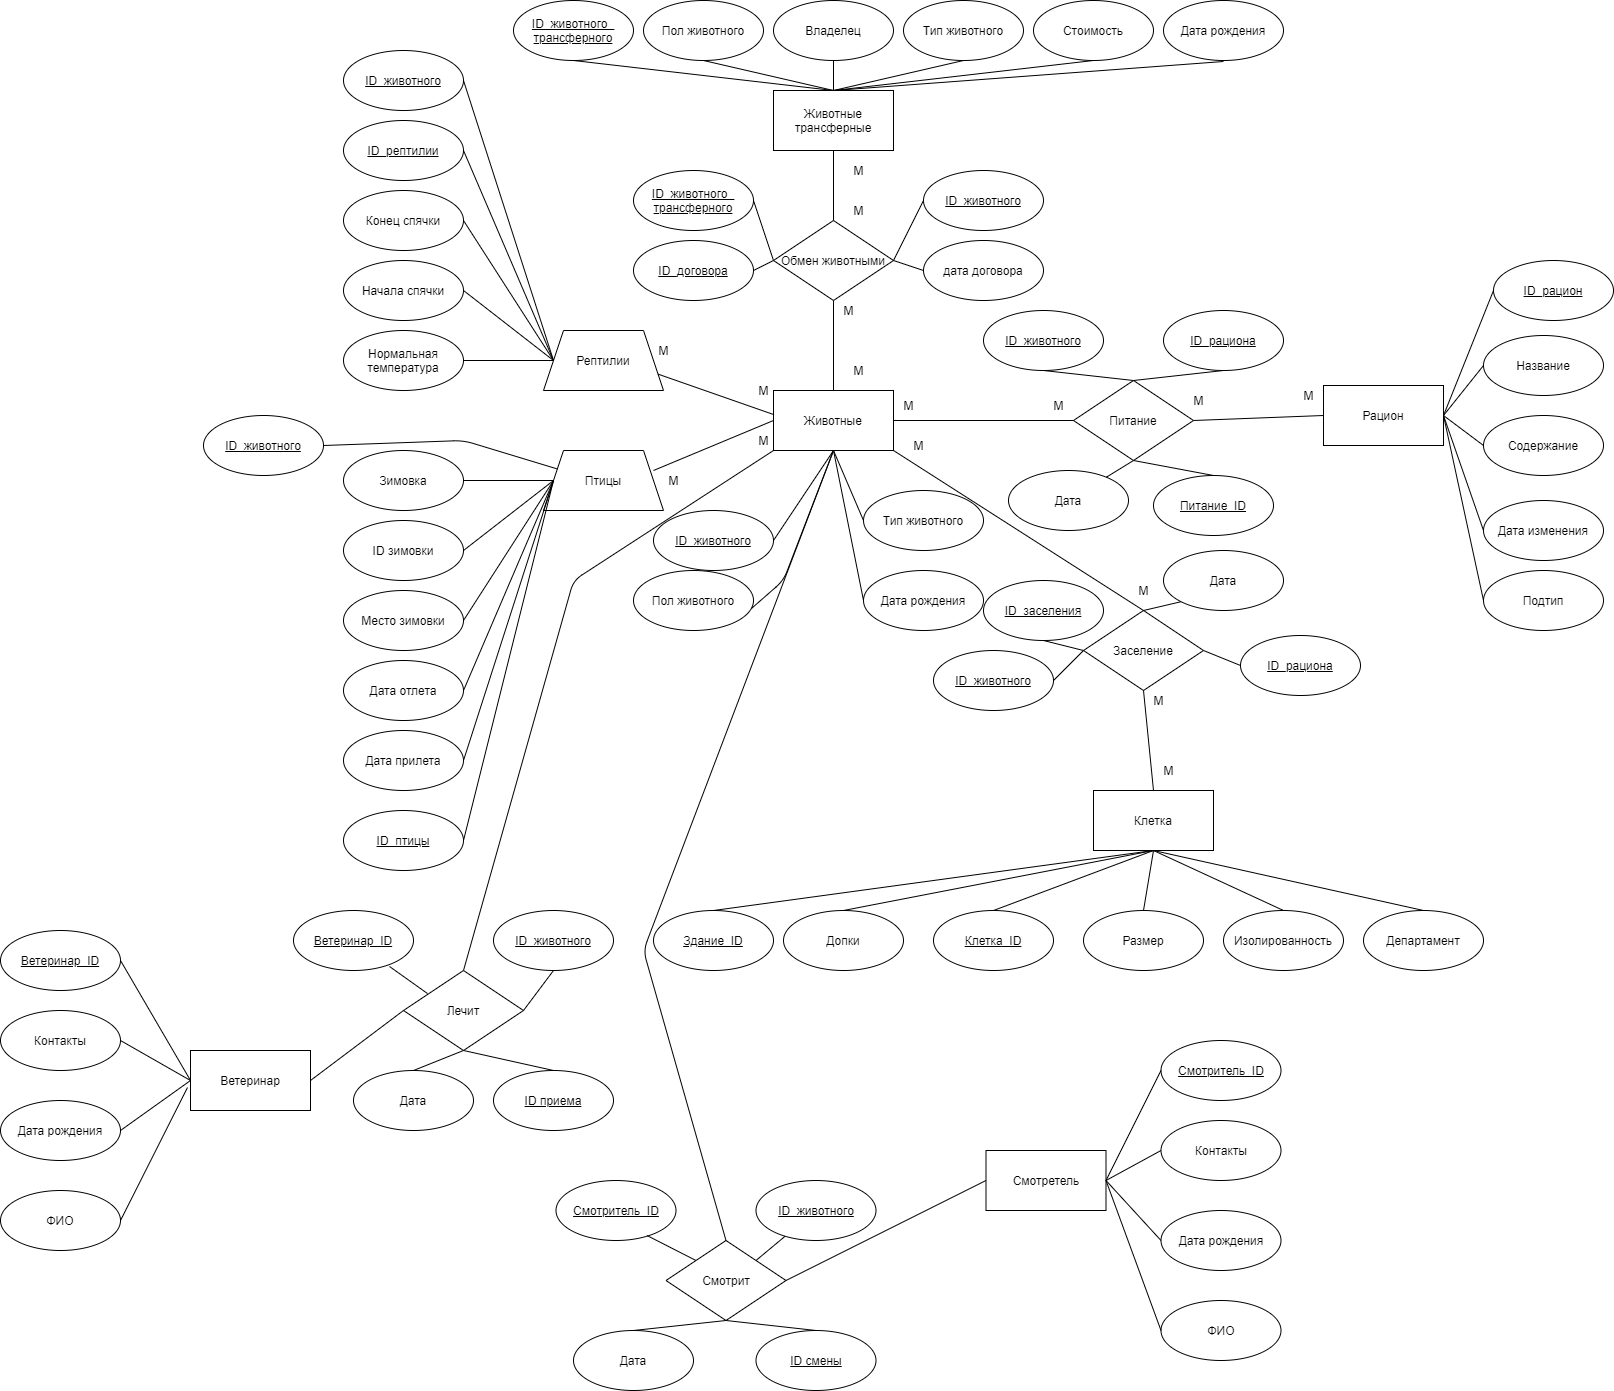 ID_животного_
трансферного
Пол животного
Владелец
Тип животного
Стоимость
Дата рождения
Животные
трансферные
M
ID_животного
ID_рептилии
Конец спячки
Начала спячки
Нормальная
температура
Рептилии
M
ID_животного_
трансферного
M
ID_животного
Обмен животными
ID_договора
дата договора
M
M
M
Животные
M
M
M
M
ID_животного
ID_рациона
Питание
M
M
Рацион
Дата
Питание_ID
ID_рацион
Название
Содержание
Дата изменения
Подтип
ID_животного
Птицы
M
Зимовка
ID зимовки
Место зимовки
Дата отлета
Дата прилета
ID_птицы
ID_животного
Тип животного
Пол животного
Дата рождения
ID_заселения
M
Дата
Заселение
ID_рациона
ID_животного
M
M
Клетка
Здание_ID
Допки
Клетка_ID
Размер
Изолированность
Департамент
Ветеринар_ID
ID_животного
Лечит
Дата
ID приема
Ветеринар_ID
Контакты
Ветеринар
Дата рождения
ФИО
Смотритель_ID
Контакты
Смотретель
Дата рождения
ФИО
Смотритель_ID
ID_животного
Смотрит
Дата
ID смены